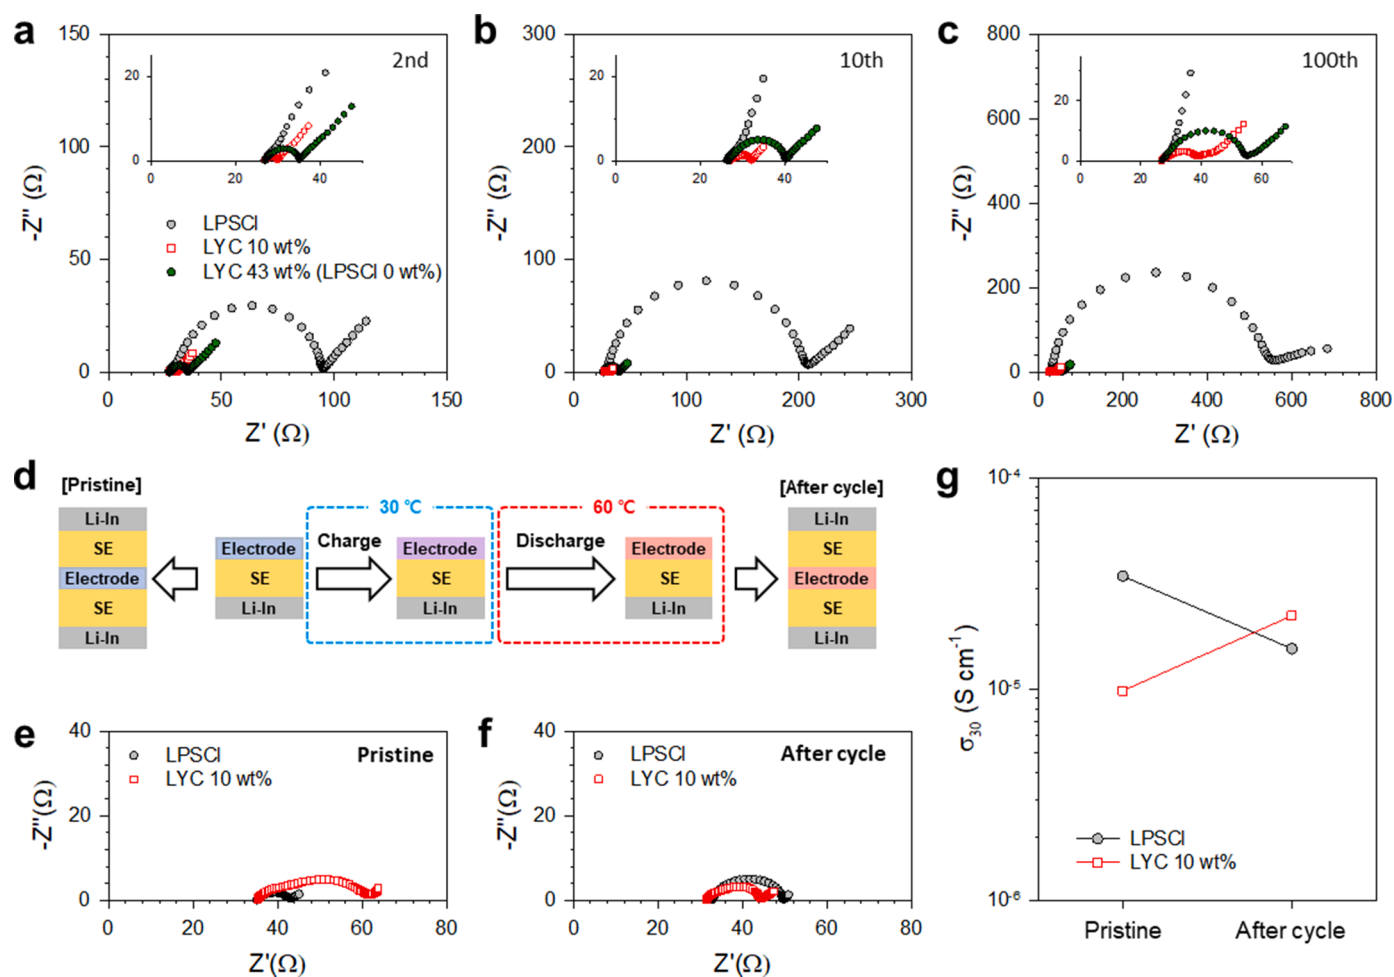 a
150
100
50
0
-Z" (Ω)
2nd
20
0
0
20
40
LPSCl
LYC 10 wt%
LYC 43 wt% (LPSCl 0 wt%)
0
50
100
150
Z' (Ω)
b
300
200
100
0
-Z" (Ω)
10th
20
0
0
20
40
0
100
200
300
Z' (Ω)
c
800
600
400
200
0
-Z" (Ω)
100th
20
0
0
20
40
60
0
200
400
600
800
Z' (Ω)
d
[Pristine]
Li-In
SE
Electrode
SE
Li-In
Electrode
SE
Li-In
30 ℃
Charge
Electrode
SE
Li-In
60 ℃
Discharge
Electrode
SE
Li-In
[After cycle]
Li-In
SE
Electrode
SE
Li-In
e
40
20
0
-Z"(Ω)
LPSCl
LYC 10 wt%
Pristine
0
20
40
60
80
Z'(Ω)
f
40
20
0
-Z"(Ω)
LPSCl
LYC 10 wt%
After cycle
0
20
40
60
80
Z'(Ω)
g
10⁻⁴
10⁻⁵
10⁻⁶
σ₃₀ (S cm⁻¹)
LPSCl
LYC 10 wt%
Pristine
After cycle